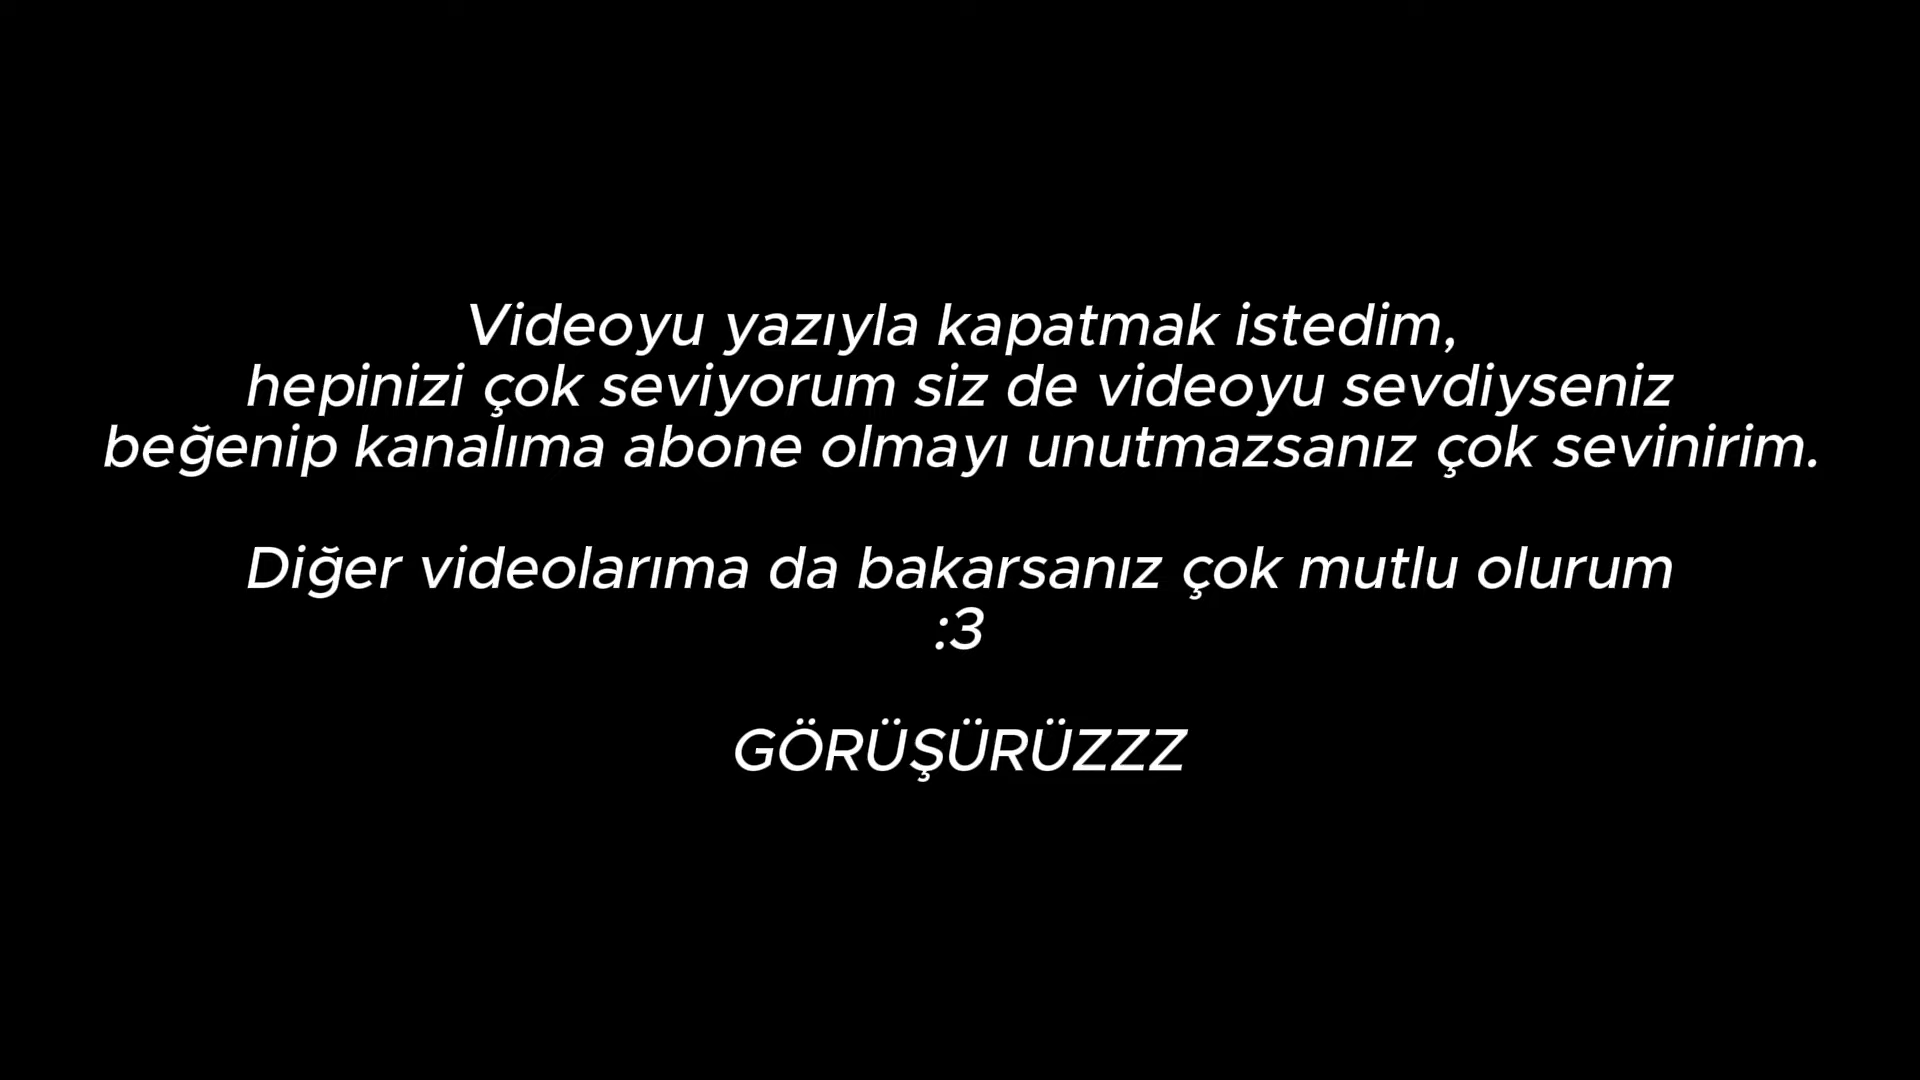 Videoyu yazıyla kapatmak istedim,
hepinizi çok seviyorum siz de videoyu sevdiyseniz
beğenip kanalıma abone olmayı unutmazsanız çok sevinirim.
Diğer videolarıma da bakarsanız çok mutlu olurum
:3
GÖRÜŞÜRÜZZZ